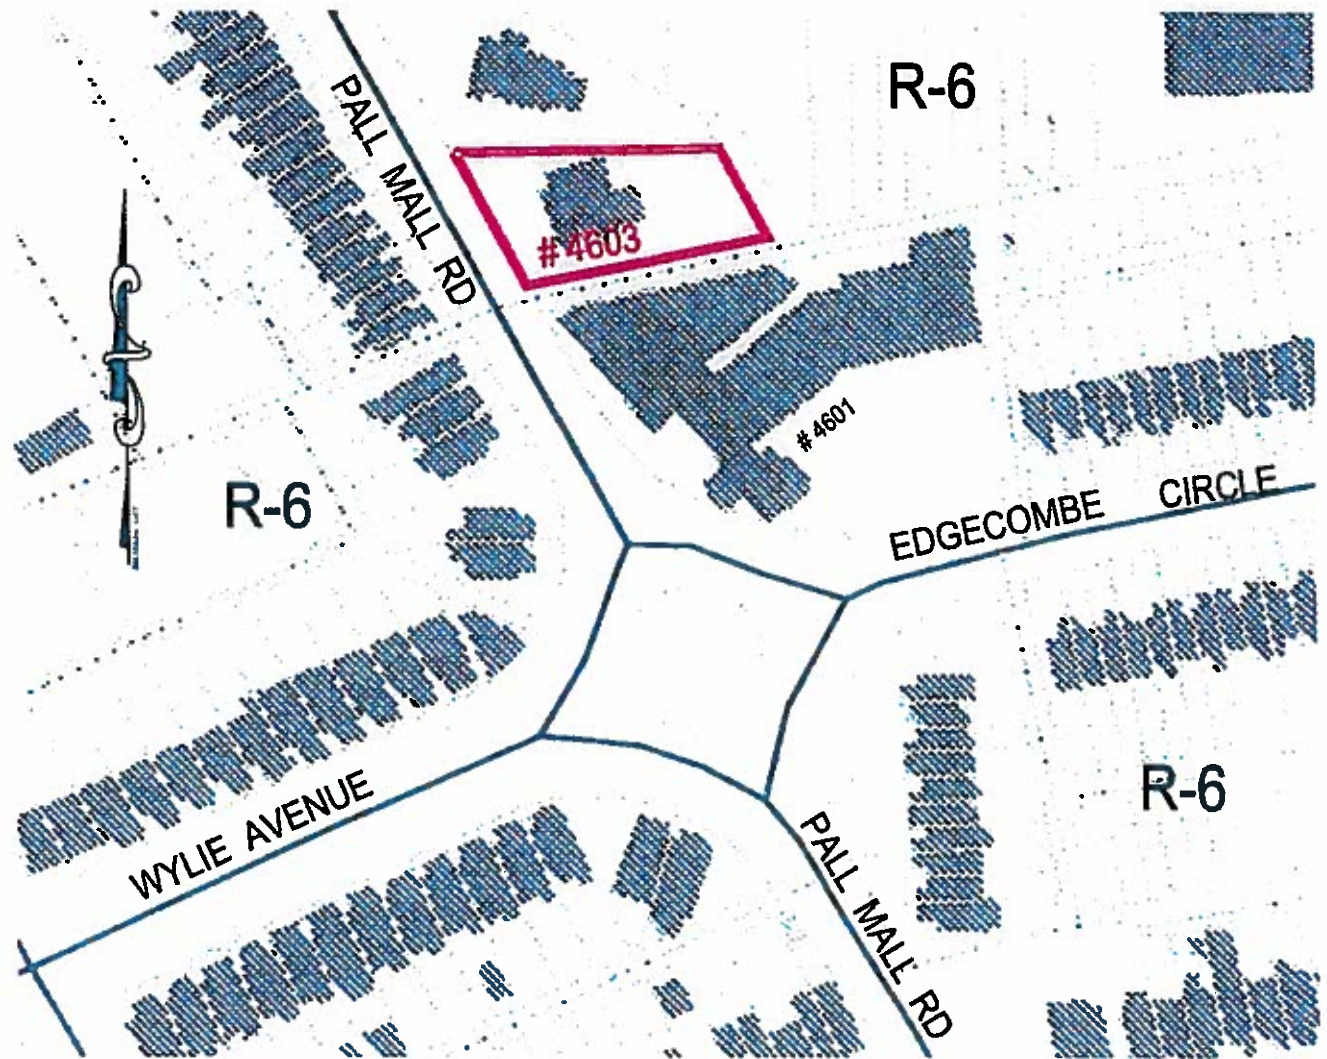 R-6
PALL MALL RD
# 4603
# 4601
R-6
EDGECOMBE CIRCLE
WYLIE AVENUE
R-6
PALL MALL RD